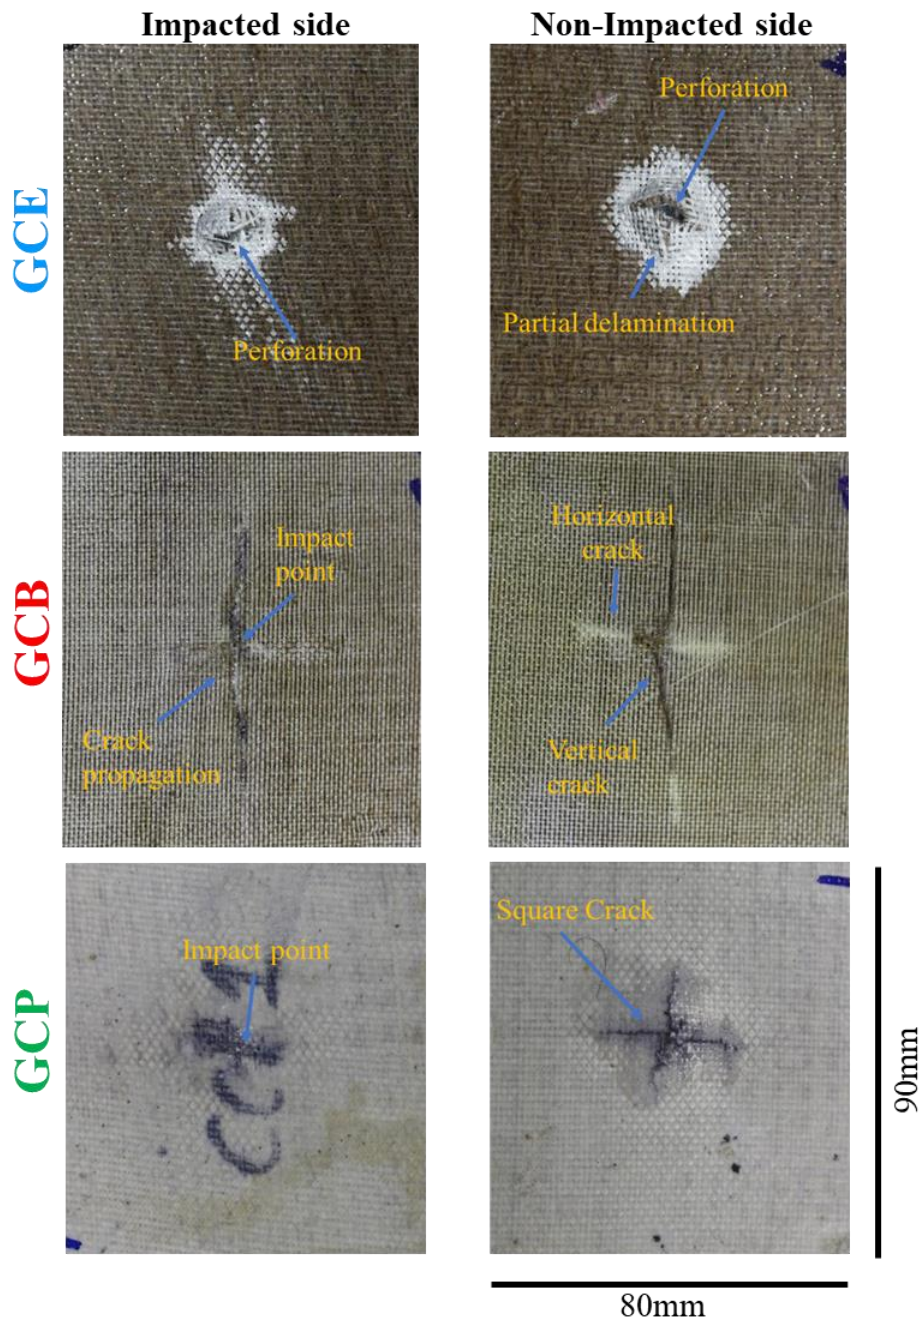 Impacted side
Non-Impacted side
GCE
Perforation
Perforation
Partial delamination
GCB
Impact
point
Crack
propagation
Horizontal
crack
Vertical
crack
GCP
Impact point
Square Crack
90mm
80mm